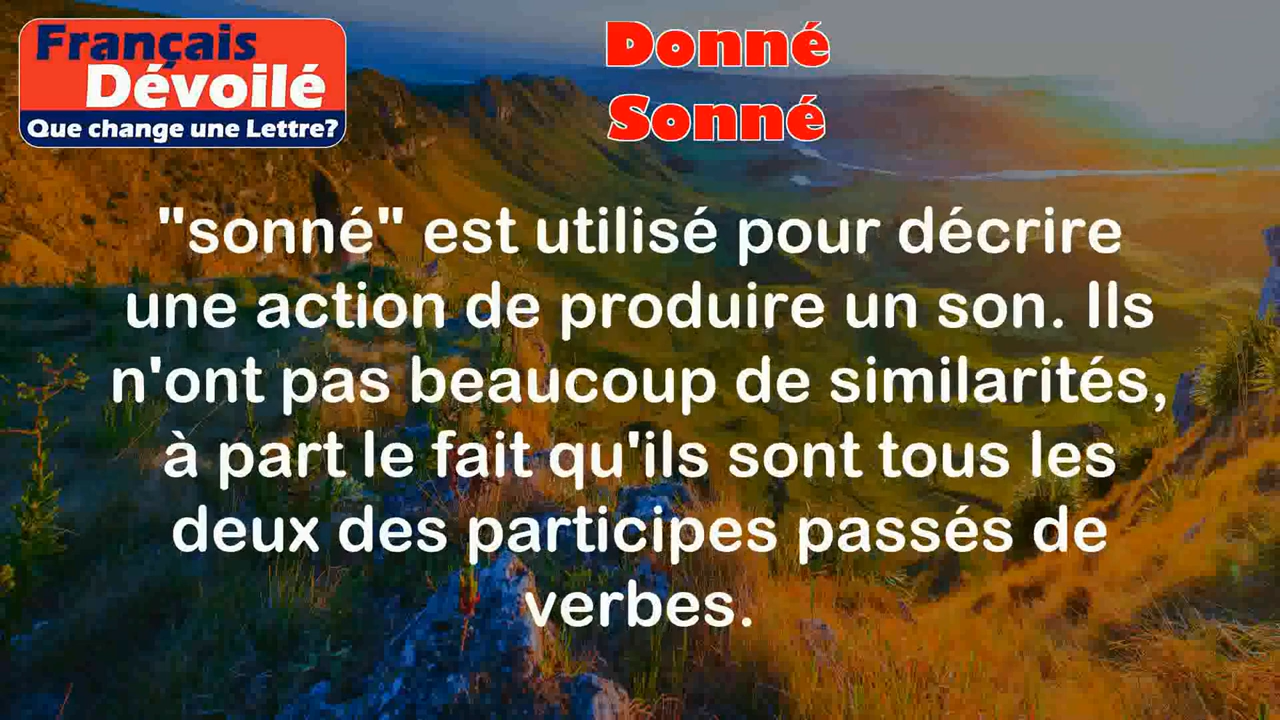 Français
Dévoilé
Que change une Lettre?
Donné
Sonné
"sonné" est utilisé pour décrire
une action de produire un son. Ils
n'ont pas beaucoup de similarités,
à part le fait qu'ils sont tous les
deux des participes passés de
verbes.